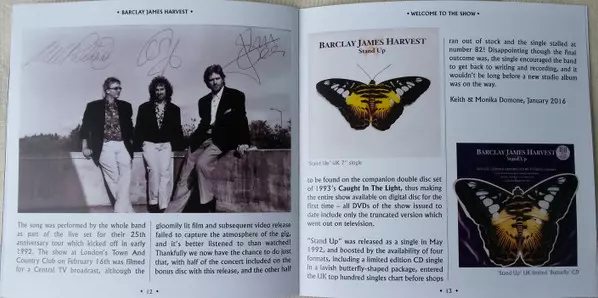 • BARCLAY JAMES HARVEST •
The song was performed by the whole band
as part of the live set for their 25th
anniversary tour which kicked off in early
1992. The show at London's Town And
Country Club on February 16th was filmed
for a Central TV broadcast, although the
gloomily lit film and subsequent video release
failed to capture the atmosphere of the gig,
and it's better listened to than watched!
Thankfully we now have the chance to do just
that, with half of the concert included on the
bonus disc with this release, and the other half
• 12 •
• WELCOME TO THE SHOW •
BARCLAY JAMES HARVEST
Stand Up
"Stand Up" UK 7" single
to be found on the companion double disc set
of 1993's Caught In The Light, thus making
the entire show available on digital disc for the
first time – all DVDs of the show issued to
date include only the truncated version which
went out on television.
"Stand Up" was released as a single in May
1992, and boosted by the availability of four
formats, including a limited edition CD single
in a lavish butterfly-shaped package, entered
the UK top hundred singles chart before shops
ran out of stock and the single stalled at
number 82! Disappointing though the final
outcome was, the single encouraged the band
to get back to writing and recording, and it
wouldn't be long before a new studio album
was on the way.
Keith & Monika Domone, January 2016
BARCLAY JAMES HARVEST
Stand Up
"Stand Up" UK limited "Butterfly" CD
• 13 •